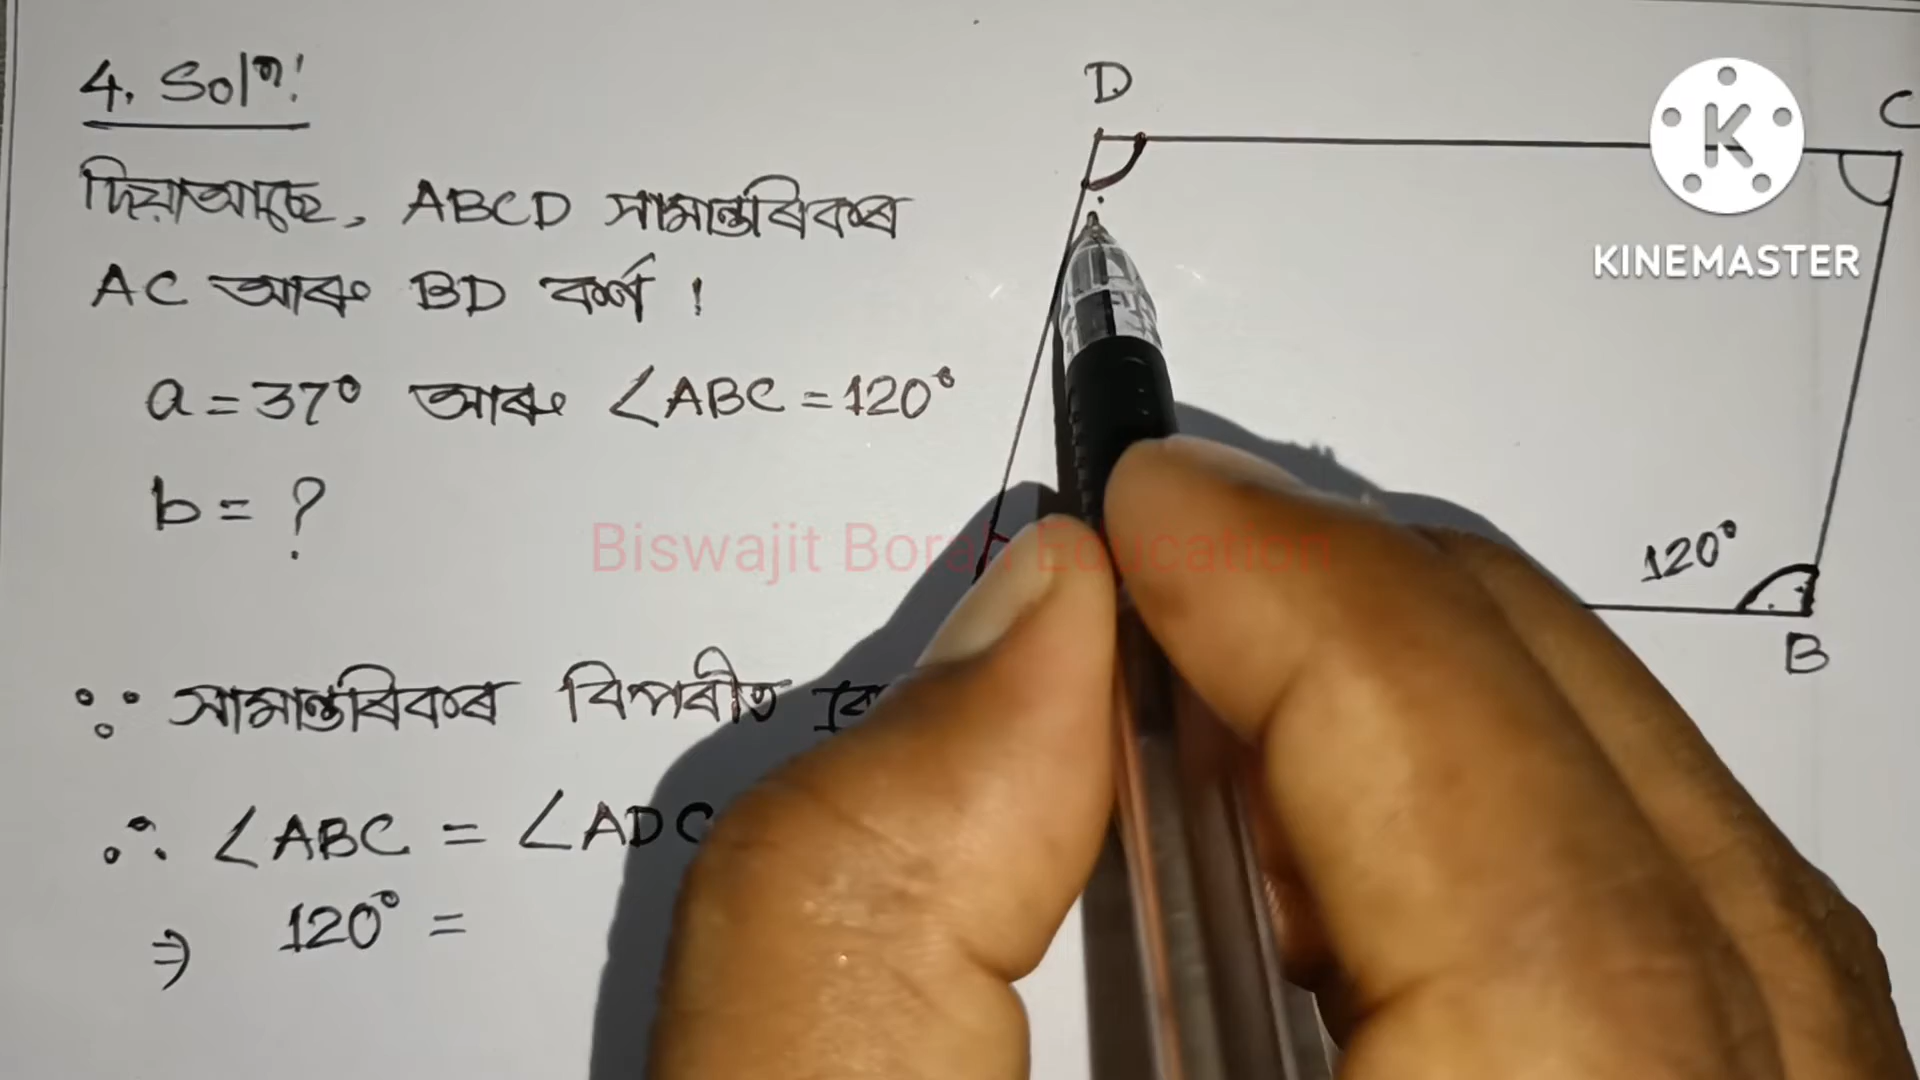 4. Solⁿ:
দিয়াআছে, ABCD সামান্তৰিকৰ
AC আৰু BD কৰ্ণ ।
a = 37° আৰু ∠ABC = 120°
b = ?
∵ সামান্তৰিকৰ বিপৰীত
∴ ∠ABC = ∠ADC
⇒ 120° =
D
C
120°
B
K
KINEMASTER
Biswajit Borah Education